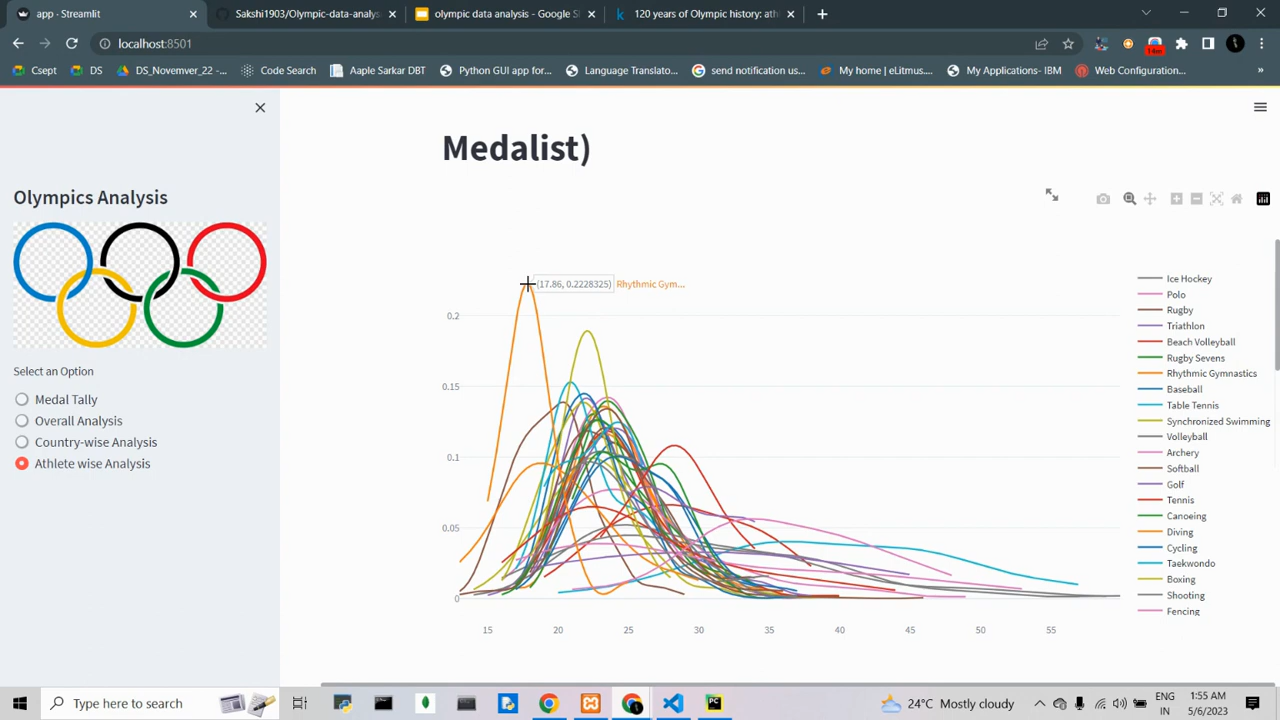 app - Streamlit
Sakshi1903/Olympic-data-analys
olympic data analysis - Google S
120 years of Olympic history: ath
localhost:8501
14m
Csept
DS
DS_Novemver_22 -...
Code Search
Aaple Sarkar DBT
Python GUI app for...
Language Translato...
send notification us...
My home | eLitmus...
My Applications- IBM
Web Configuration...
»
Olympics Analysis
Select an Option
Medal Tally
Overall Analysis
Country-wise Analysis
Athlete wise Analysis
Medalist)
(17.86, 0.2228325)
Rhythmic Gym...
0.2
0.15
0.1
0.05
0
15
20
25
30
35
40
45
50
55
Ice Hockey
Polo
Rugby
Triathlon
Beach Volleyball
Rugby Sevens
Rhythmic Gymnastics
Baseball
Table Tennis
Synchronized Swimming
Volleyball
Archery
Softball
Golf
Tennis
Canoeing
Diving
Cycling
Taekwondo
Boxing
Shooting
Fencing
Type here to search
24°C Mostly cloudy
ENG
IN
1:55 AM
5/6/2023